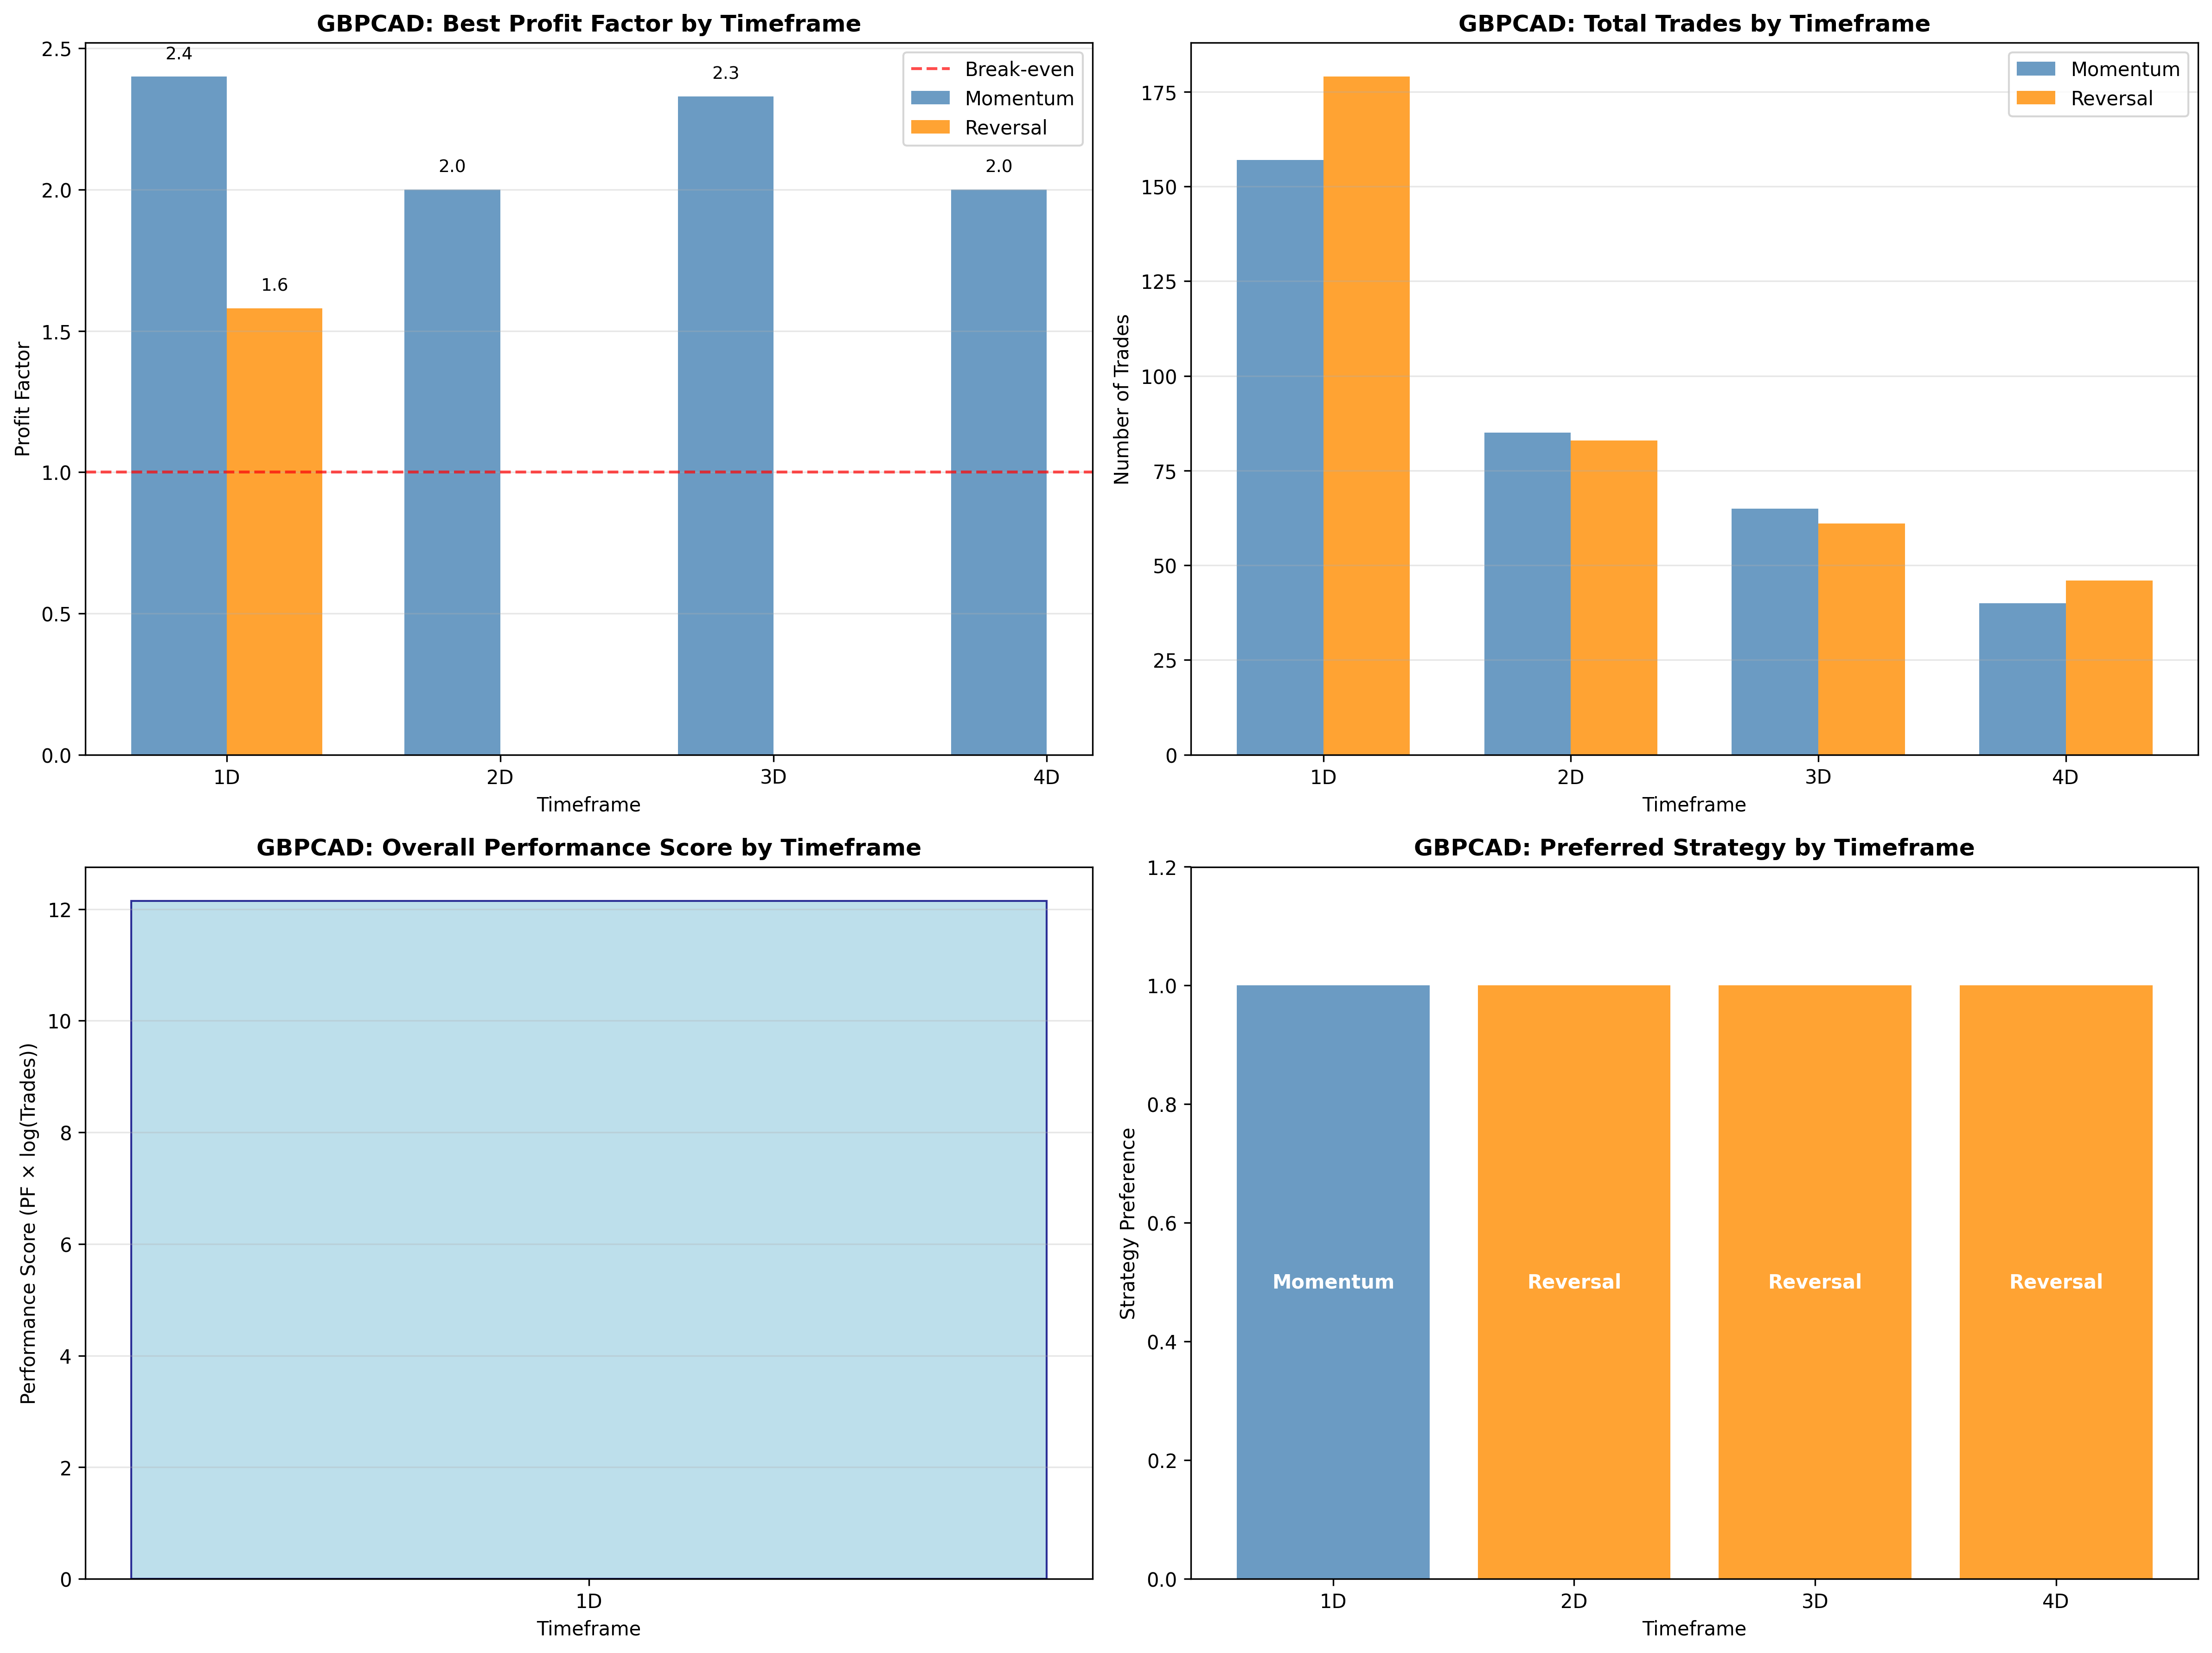 GBPCAD: Best Profit Factor by Timeframe
Profit Factor
2.5
2.0
1.5
1.0
0.5
0.0
2.4
1.6
2.0
2.3
2.0
Break-even
Momentum
Reversal
1D 2D 3D 4D
Timeframe
GBPCAD: Total Trades by Timeframe
Number of Trades
175
150
125
100
75
50
25
0
Momentum
Reversal
1D 2D 3D 4D
Timeframe
GBPCAD: Overall Performance Score by Timeframe
Performance Score (PF × log(Trades))
12
10
8
6
4
2
0
1D
Timeframe
GBPCAD: Preferred Strategy by Timeframe
Strategy Preference
1.2
1.0
0.8
0.6
0.4
0.2
0.0
Momentum Reversal Reversal Reversal
1D 2D 3D 4D
Timeframe